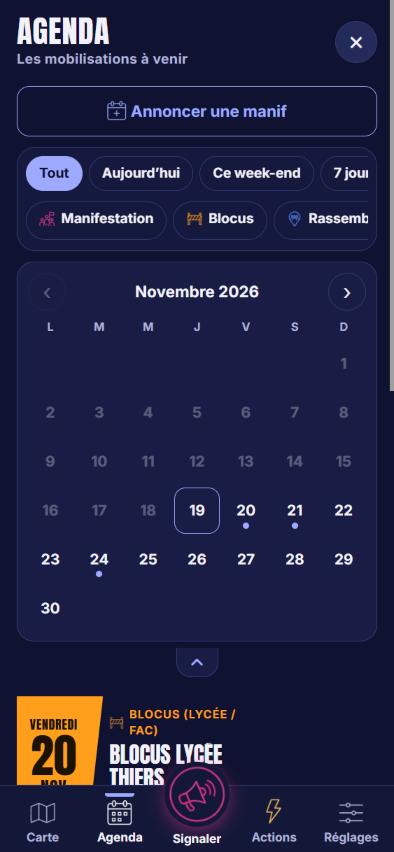 AGENDA
Les mobilisations à venir
Annoncer une manif
Tout Aujourd'hui Ce week-end 7 jour
Manifestation Blocus Rassemb
Novembre 2026
L M M J V S D
1
2 3 4 5 6 7 8
9 10 11 12 13 14 15
16 17 18 19 20 21 22
23 24 25 26 27 28 29
30
VENDREDI
20
NOV
BLOCUS (LYCÉE /
FAC)
BLOCUS LYCÉE
THIERS
Carte Agenda Signaler Actions Réglages